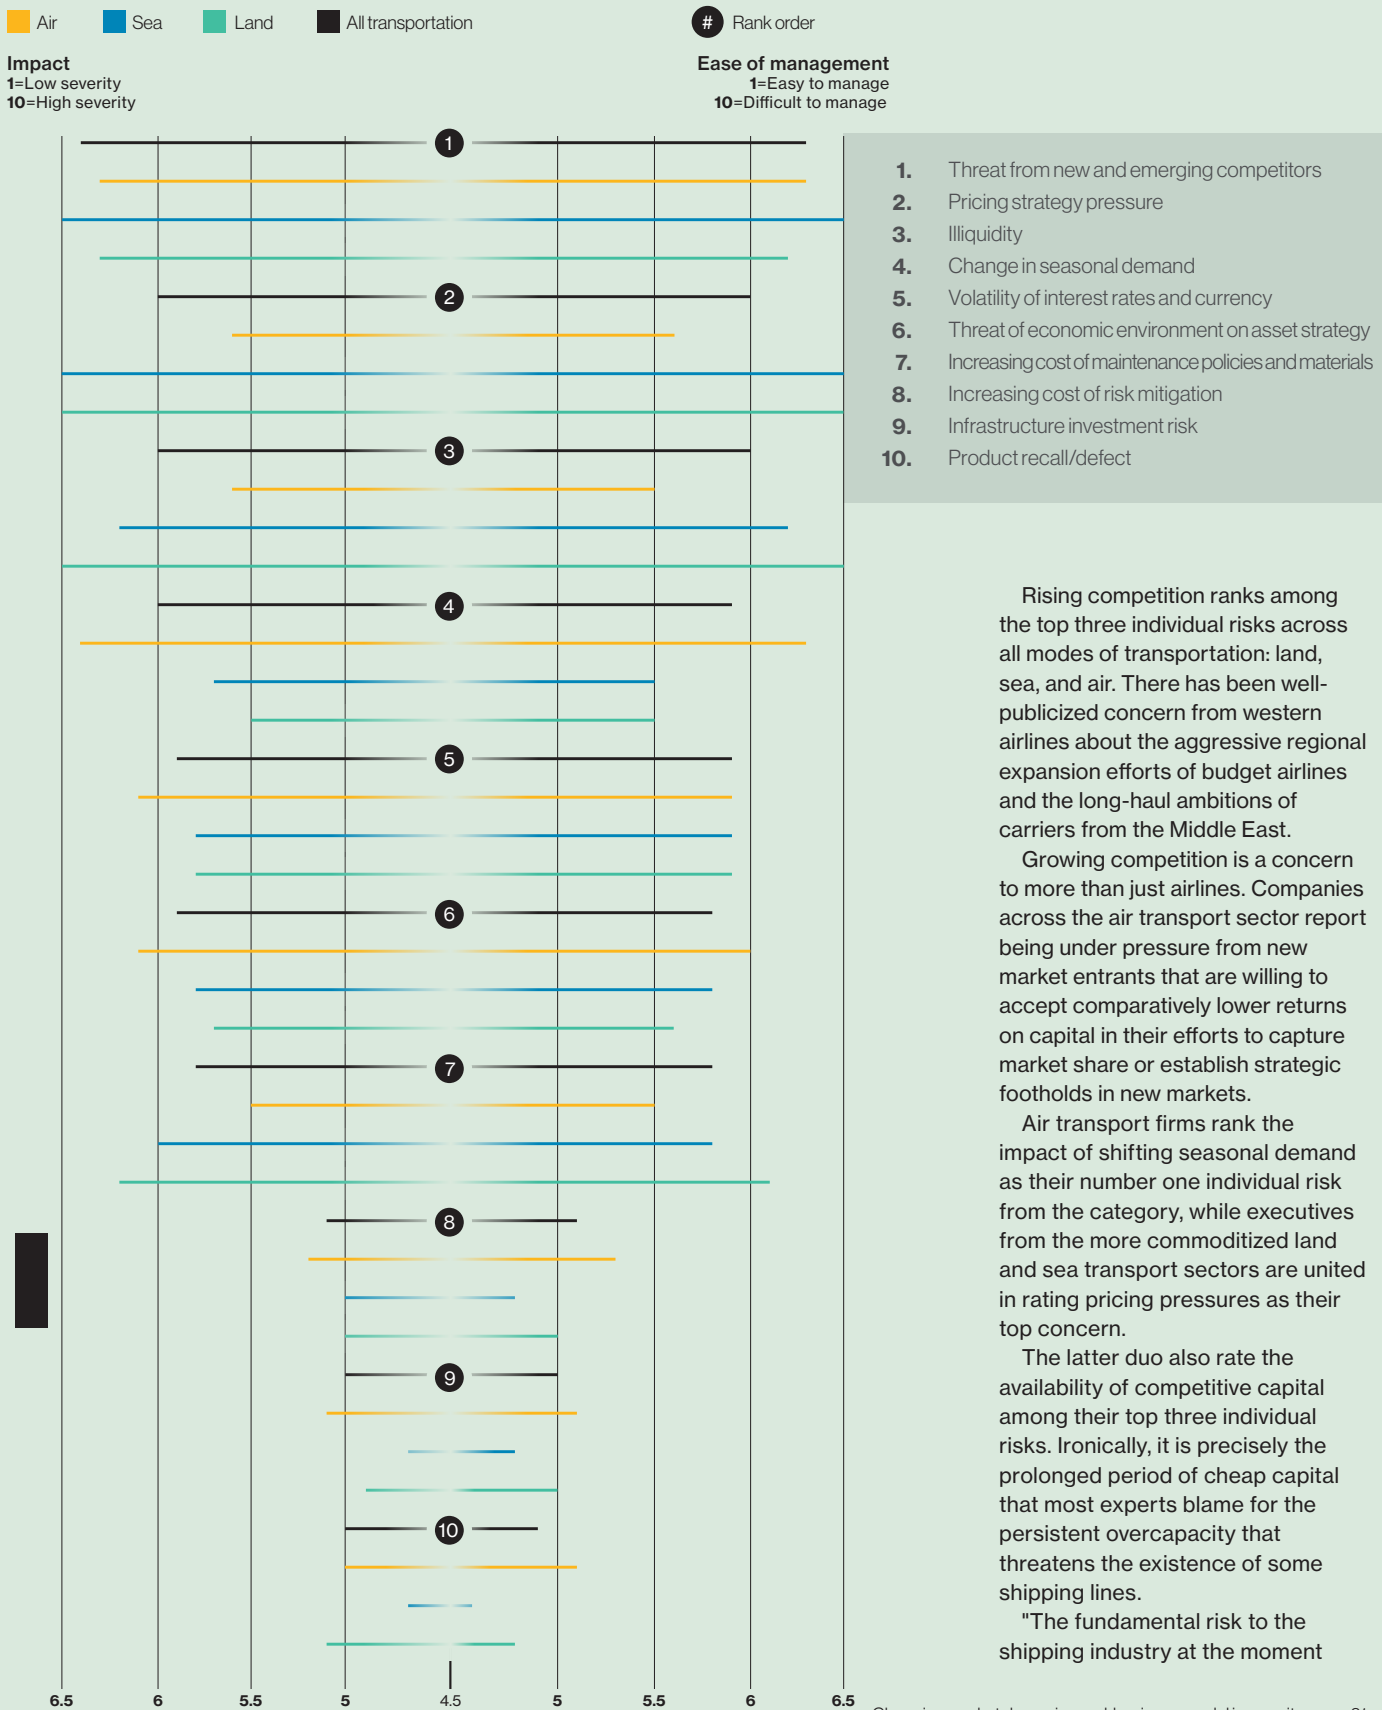 Air Sea Land All transportation # Rank order
Impact
1=Low severity
10=High severity
Ease of management
1=Easy to manage
10=Difficult to manage
1
2
3
4
5
6
7
8
9
10
6.5 6 5.5 5 4.5 5 5.5 6 6.5
1. Threat from new and emerging competitors
2. Pricing strategy pressure
3. Illiquidity
4. Change in seasonal demand
5. Volatility of interest rates and currency
6. Threat of economic environment on asset strategy
7. Increasing cost of maintenance policies and materials
8. Increasing cost of risk mitigation
9. Infrastructure investment risk
10. Product recall/defect
Rising competition ranks among
the top three individual risks across
all modes of transportation: land,
sea, and air. There has been well-
publicized concern from western
airlines about the aggressive regional
expansion efforts of budget airlines
and the long-haul ambitions of
carriers from the Middle East.
Growing competition is a concern
to more than just airlines. Companies
across the air transport sector report
being under pressure from new
market entrants that are willing to
accept comparatively lower returns
on capital in their efforts to capture
market share or establish strategic
footholds in new markets.
Air transport firms rank the
impact of shifting seasonal demand
as their number one individual risk
from the category, while executives
from the more commoditized land
and sea transport sectors are united
in rating pricing pressures as their
top concern.
The latter duo also rate the
availability of competitive capital
among their top three individual
risks. Ironically, it is precisely the
prolonged period of cheap capital
that most experts blame for the
persistent overcapacity that
threatens the existence of some
shipping lines.
"The fundamental risk to the
shipping industry at the moment